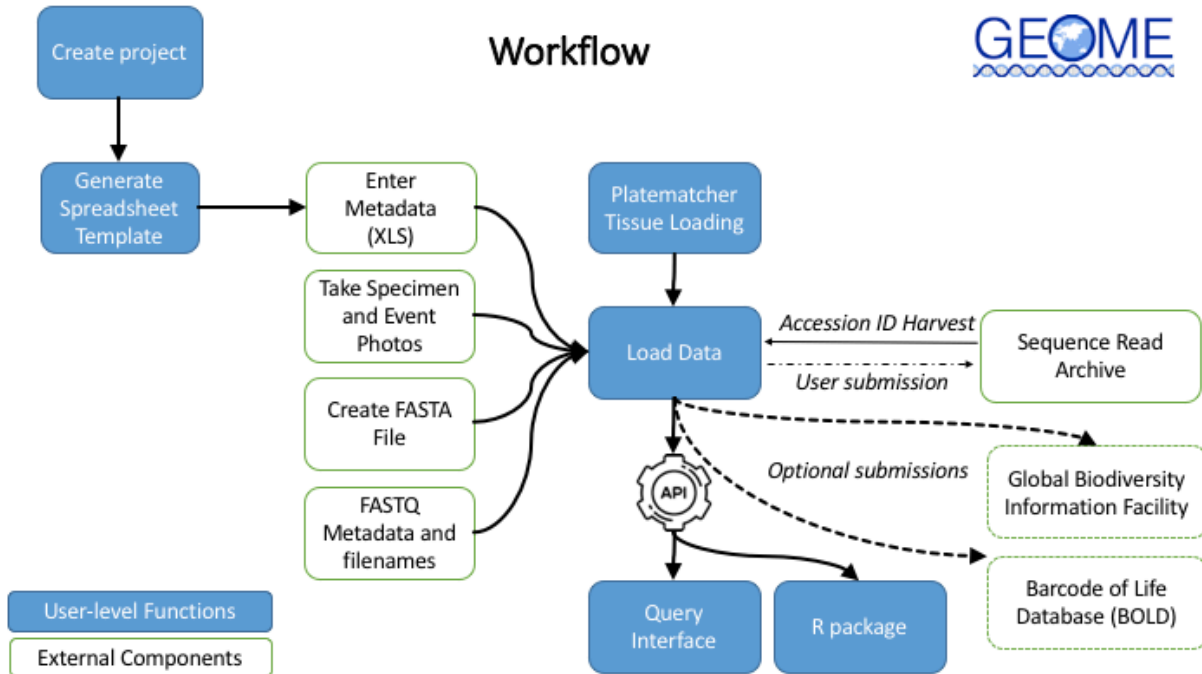 Workflow
GEOME
Create project
Generate
Spreadsheet
Template
Enter
Metadata
(XLS)
Take Specimen
and Event
Photos
Create FASTA
File
FASTQ
Metadata and
filenames
Platematcher
Tissue Loading
Load Data
Accession ID Harvest
User submission
Sequence Read
Archive
Optional submissions
Global Biodiversity
Information Facility
Barcode of Life
Database (BOLD)
API
Query
Interface
R package
User-level Functions
External Components